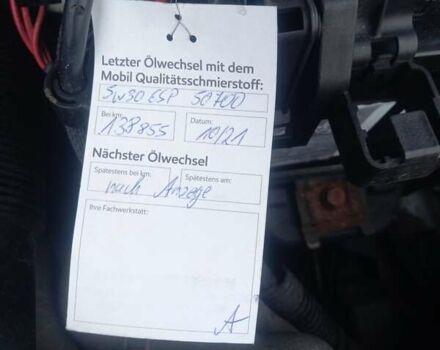 Letzter Ölwechsel mit dem
Mobil Qualitätsschmierstoff:
5W30 ESP 50700
Bei km: Datum:
138855 10/21
Nächster Ölwechsel
Spätestens bei km: Spätestens am:
nach Anzeige
Ihre Fachwerkstatt:
A